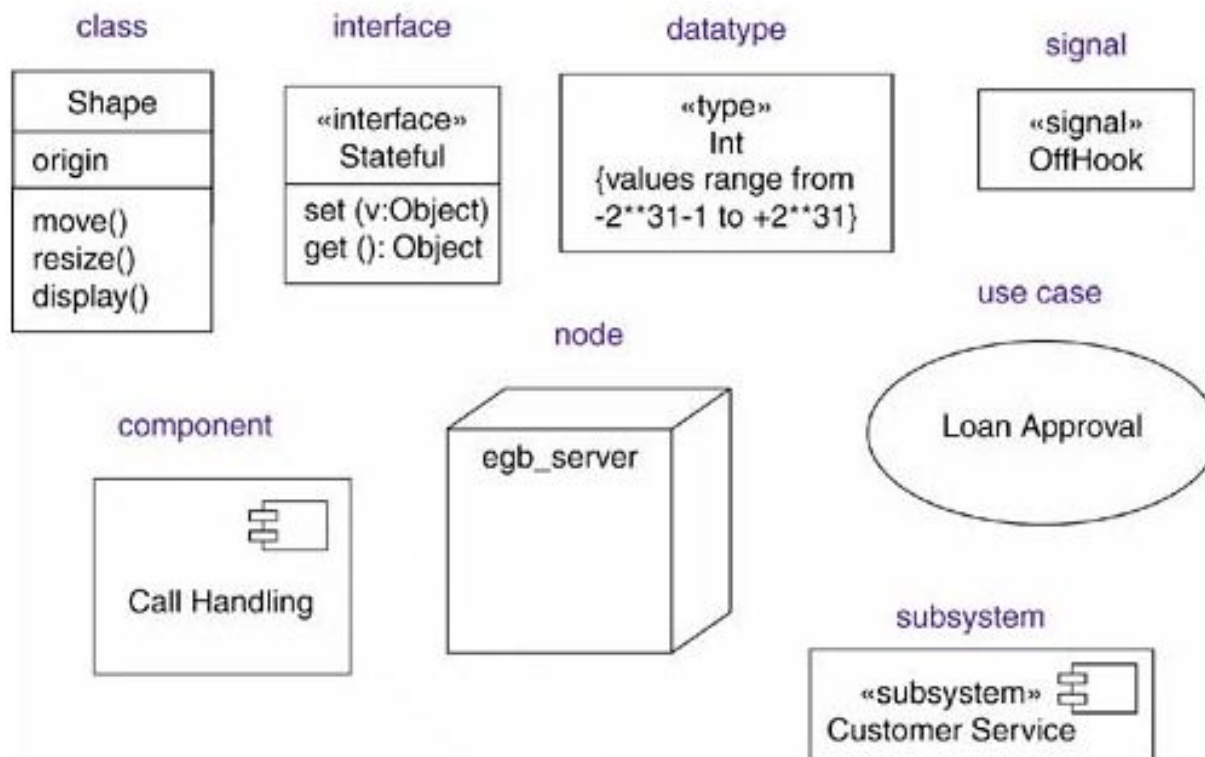 class
Shape
origin
move()
resize()
display()
interface
«interface»
Stateful
set (v:Object)
get (): Object
datatype
«type»
Int
{values range from
-2**31-1 to +2**31}
signal
«signal»
OffHook
component
Call Handling
node
egb_server
use case
Loan Approval
subsystem
«subsystem»
Customer Service